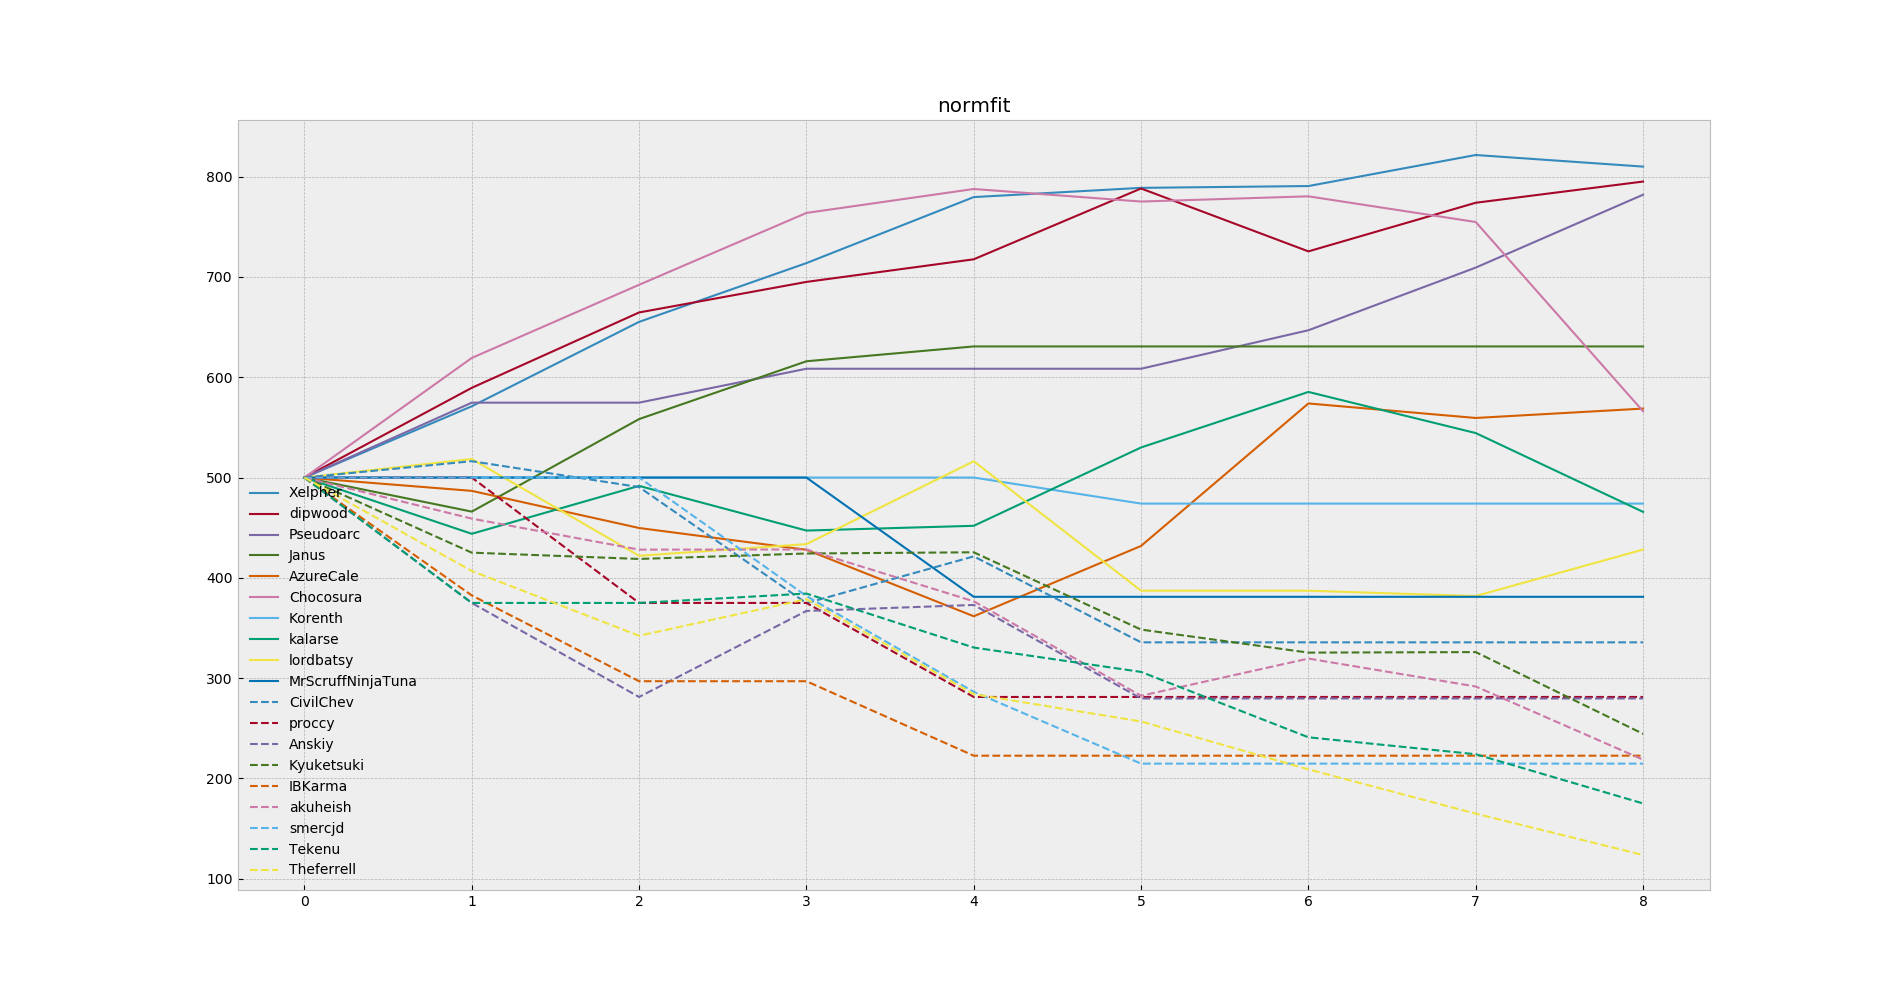 normfit
800
700
600
500
400
300
200
100
Xelpher
dipwood
Pseudoarc
Janus
AzureCale
Chocosura
Korenth
kalarse
lordbatsy
MrScruffNinjaTuna
CivilChev
proccy
Anskiy
Kyuketsuki
IBKarma
akuheish
smercjd
Tekenu
Theferrell
0 1 2 3 4 5 6 7 8